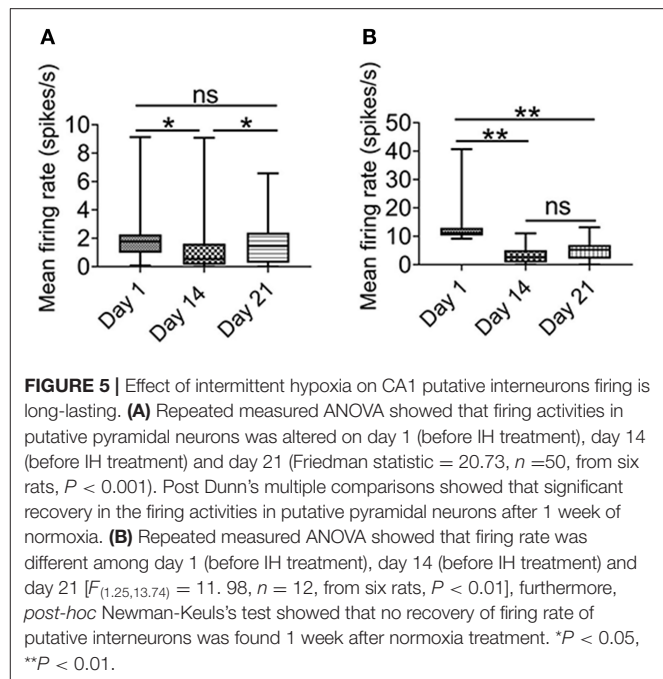 A
B
Mean firing rate (spikes/s)
10
8
6
4
2
0
ns
*
*
Day 1
Day 14
Day 21
Mean firing rate (spikes/s)
50
40
30
20
10
0
**
**
ns
Day 1
Day 14
Day 21
FIGURE 5 | Effect of intermittent hypoxia on CA1 putative interneurons firing is
long-lasting. (A) Repeated measured ANOVA showed that firing activities in
putative pyramidal neurons was altered on day 1 (before IH treatment), day 14
(before IH treatment) and day 21 (Friedman statistic = 20.73, n =50, from six
rats, P < 0.001). Post Dunn's multiple comparisons showed that significant
recovery in the firing activities in putative pyramidal neurons after 1 week of
normoxia. (B) Repeated measured ANOVA showed that firing rate was
different among day 1 (before IH treatment), day 14 (before IH treatment) and
day 21 [F(1.25,13.74) = 11. 98, n = 12, from six rats, P < 0.01], furthermore,
post-hoc Newman-Keuls's test showed that no recovery of firing rate of
putative interneurons was found 1 week after normoxia treatment. *P < 0.05,
**P < 0.01.